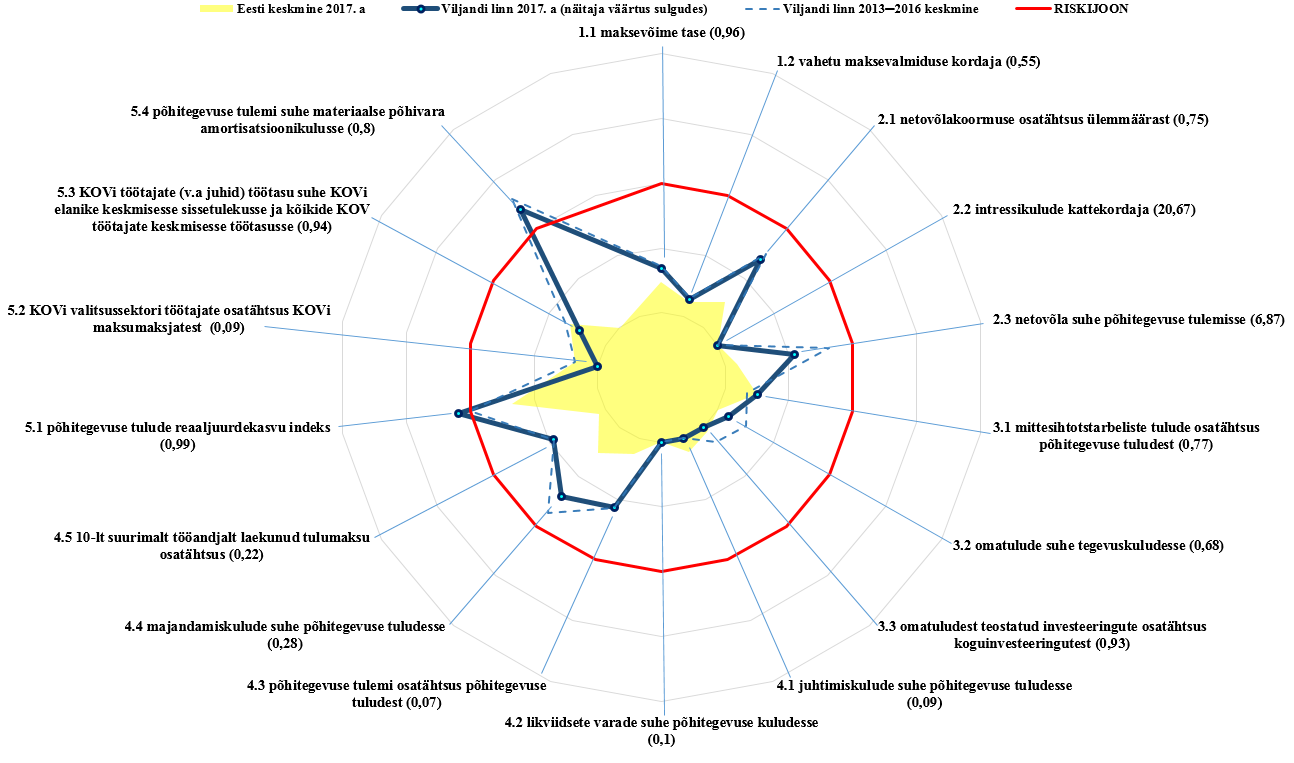 Eesti keskmine 2017. a
Viljandi linn 2017. a (näitaja väärtus sulgudes)
Viljandi linn 2013─2016 keskmine
RISKIJOON
1.1 maksevõime tase (0,96)
1.2 vahetu maksevalmiduse kordaja (0,55)
2.1 netovõlakoormuse osatähtsus ülemmäärast (0,75)
2.2 intressikulude kattekordaja (20,67)
2.3 netovõla suhe põhitegevuse tulemisse (6,87)
3.1 mittesihtotstarbeliste tulude osatähtsus
põhitegevuse tuludest (0,77)
3.2 omatulude suhe tegevuskuludesse (0,68)
3.3 omatuludest teostatud investeeringute osatähtsus
koguinvesteeringutest (0,93)
4.1 juhtimiskulude suhe põhitegevuse tuludesse
(0,09)
4.2 likviidsete varade suhe põhitegevuse kuludesse
(0,1)
4.3 põhitegevuse tulemi osatähtsus põhitegevuse
tuludest (0,07)
4.4 majandamiskulude suhe põhitegevuse tuludesse
(0,28)
4.5 10-lt suurimalt tööandjalt laekunud tulumaksu
osatähtsus (0,22)
5.1 põhitegevuse tulude reaaljuurdekasvu indeks
(0,99)
5.2 KOVi valitsussektori töötajate osatähtsus KOVi
maksumaksjatest (0,09)
5.3 KOVi töötajate (v.a juhid) töötasu suhe KOVi
elanike keskmisesse sissetulekusse ja kõikide KOV
töötajate keskmisesse töötasusse (0,94)
5.4 põhitegevuse tulemi suhe materiaalse põhivara
amortisatsioonikulusse (0,8)